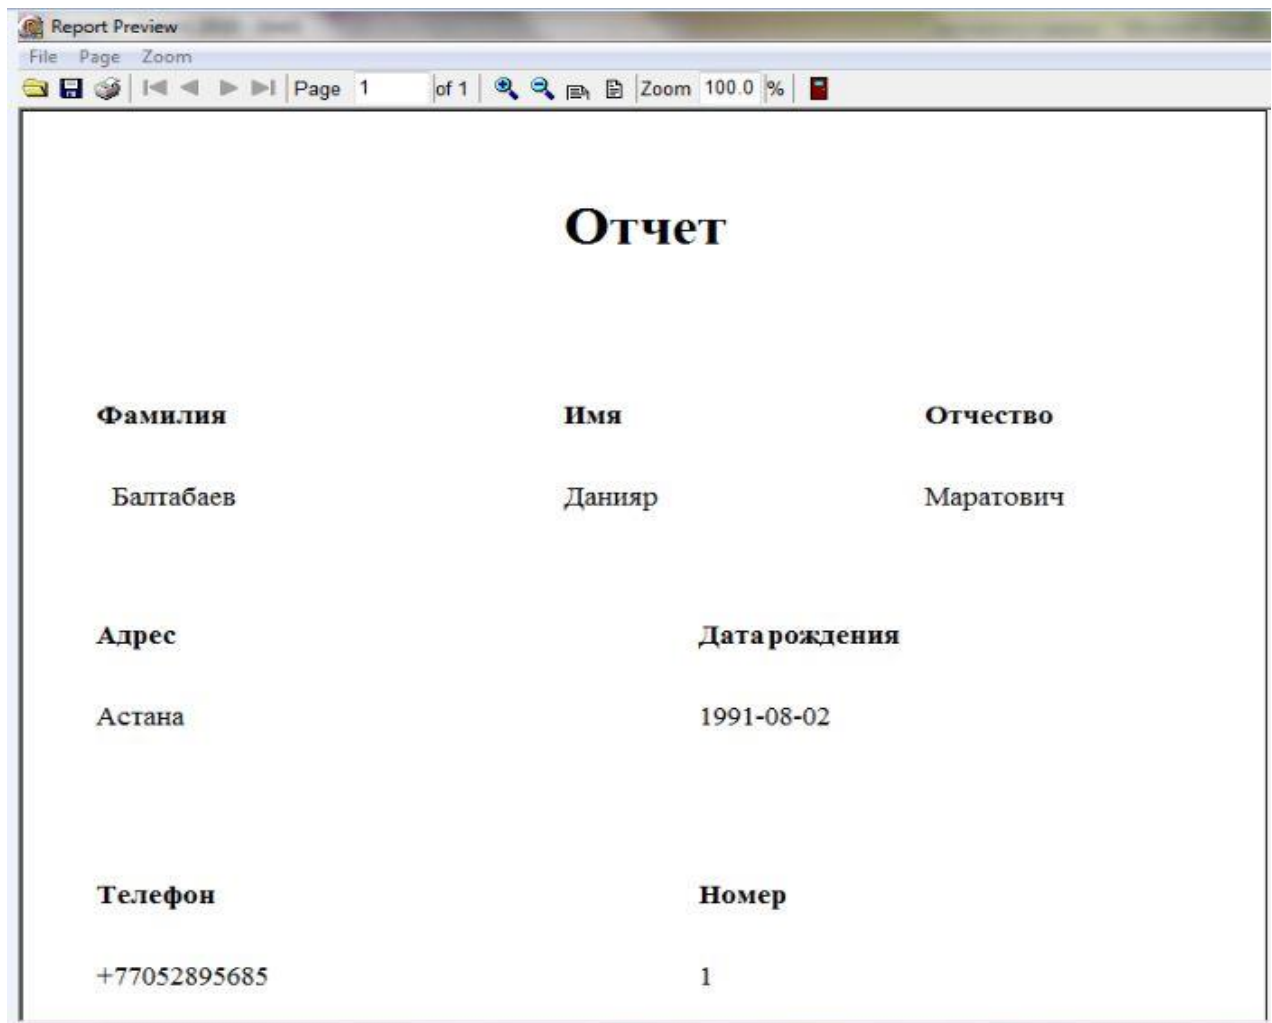 Report Preview
File Page Zoom
Page 1 of 1 Zoom 100.0 %
Отчет
Фамилия Имя Отчество
Балтабаев Данияр Маратович
Адрес Дата рождения
Астана 1991-08-02
Телефон Номер
+77052895685 1